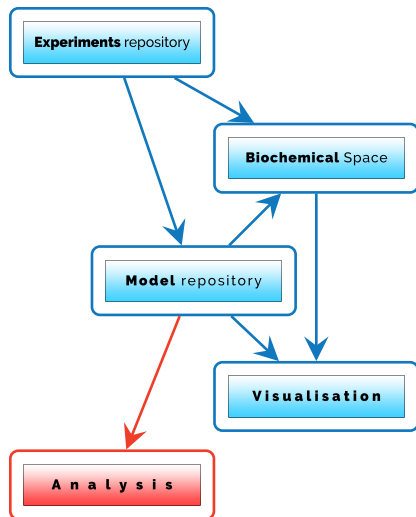 Experiments repository
Biochemical Space
Model repository
Visualisation
Analysis